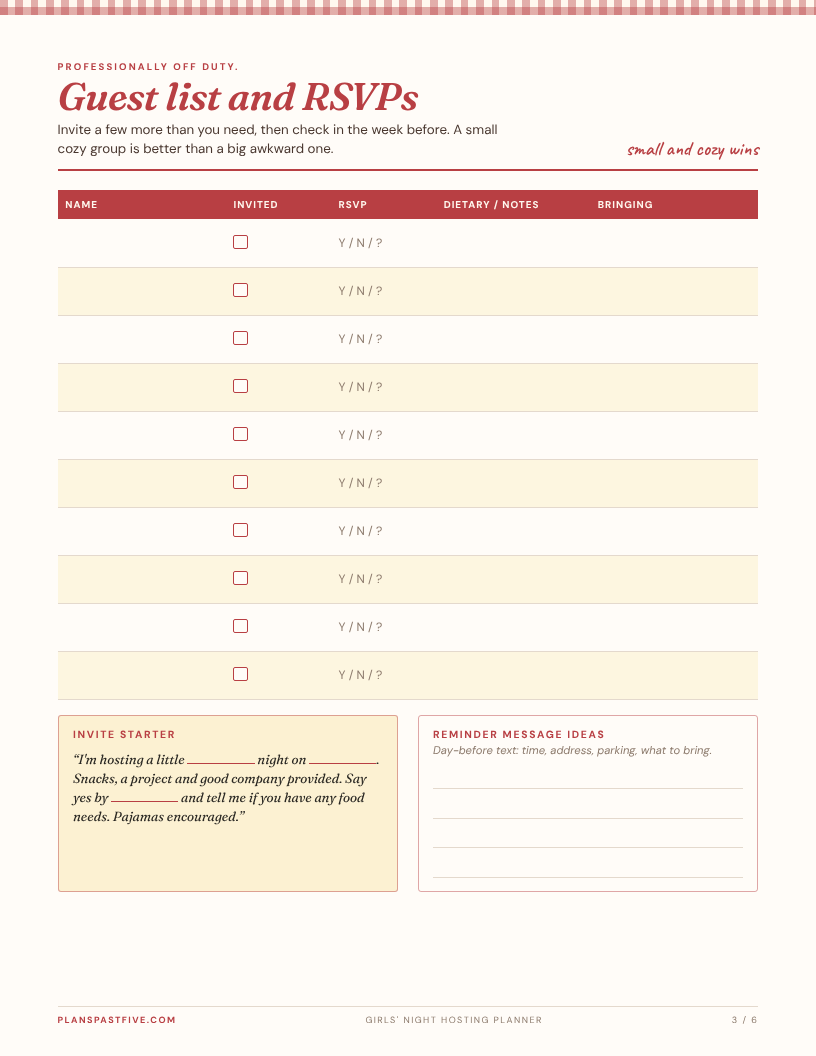 PROFESSIONALLY OFF DUTY.
Guest list and RSVPs
Invite a few more than you need, then check in the week before. A small
cozy group is better than a big awkward one.
small and cozy wins
NAME INVITED RSVP DIETARY / NOTES BRINGING
Y / N / ?
Y / N / ?
Y / N / ?
Y / N / ?
Y / N / ?
Y / N / ?
Y / N / ?
Y / N / ?
Y / N / ?
Y / N / ?
INVITE STARTER
“I'm hosting a little __________ night on __________.
Snacks, a project and good company provided. Say
yes by __________ and tell me if you have any food
needs. Pajamas encouraged.”
REMINDER MESSAGE IDEAS
Day-before text: time, address, parking, what to bring.
PLANSPASTFIVE.COM GIRLS' NIGHT HOSTING PLANNER 3 / 6